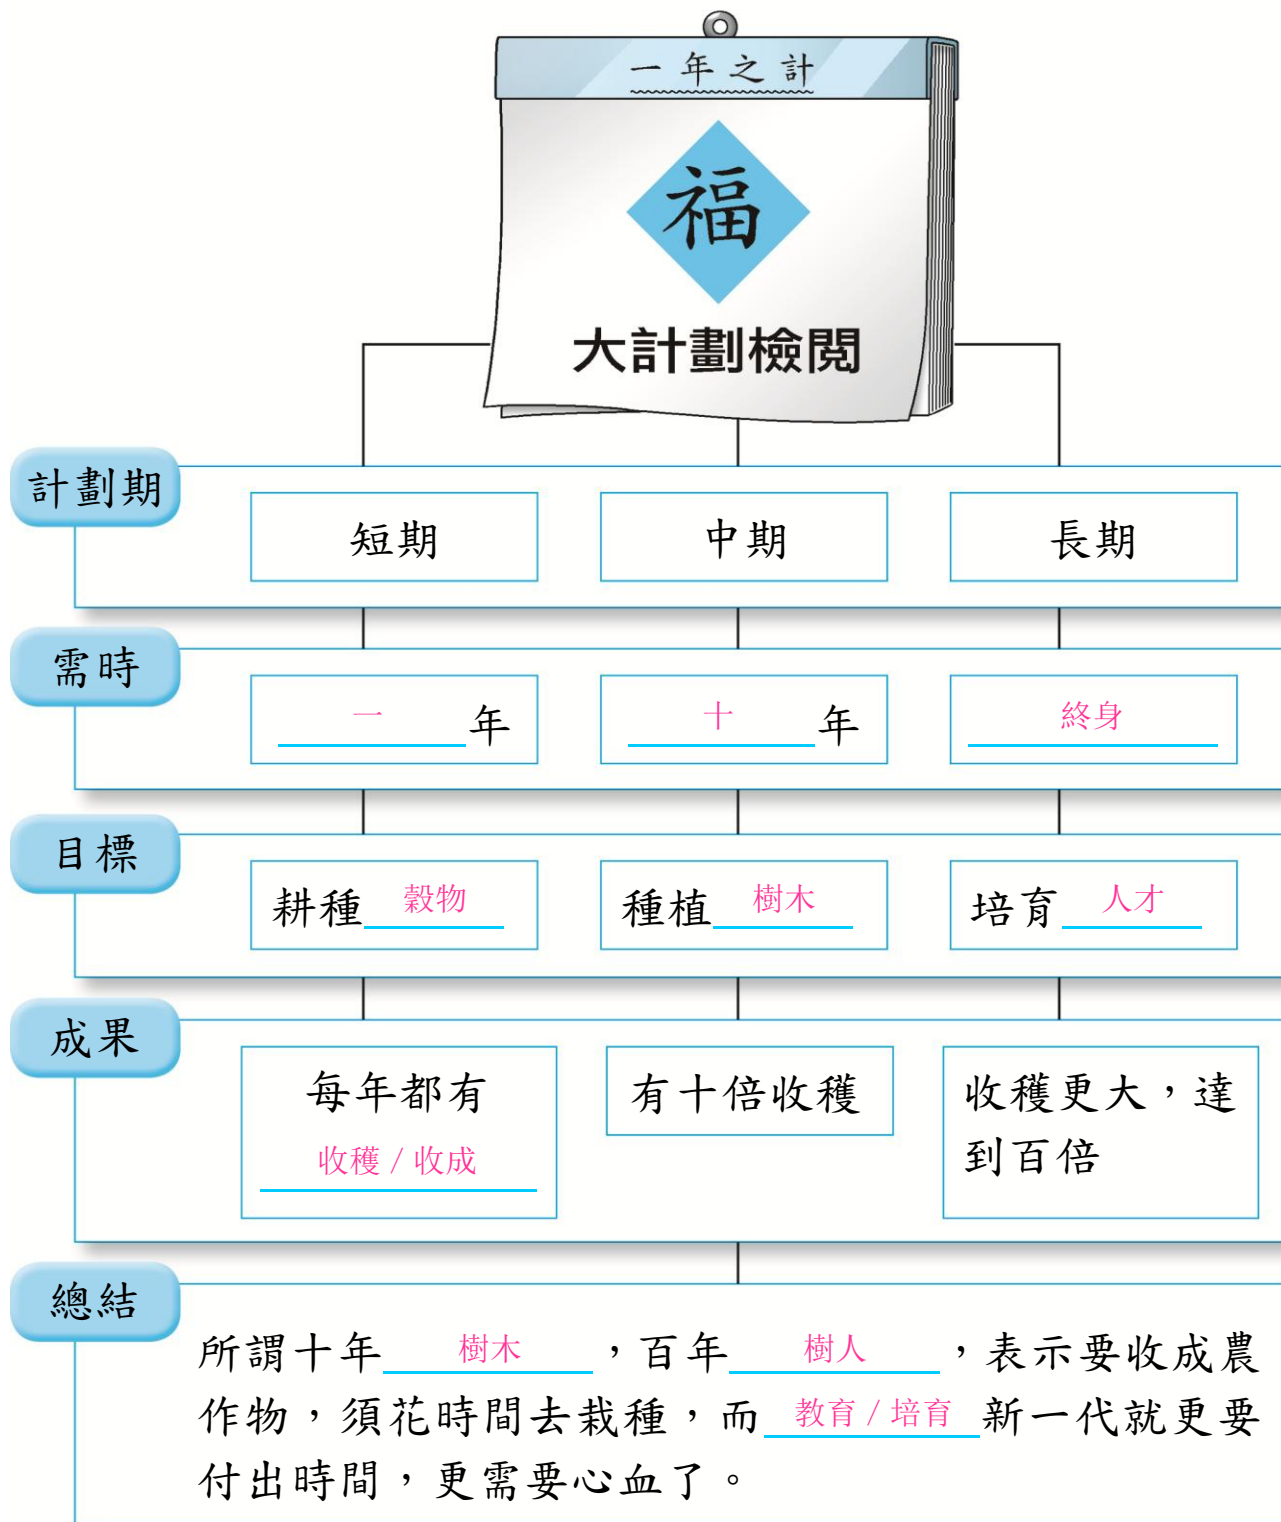 一年之計
福
大計劃檢閱
計劃期
短期
中期
長期
需時
一年
十年
終身
目標
耕種穀物
種植樹木
培育人才
成果
每年都有
收穫 / 收成
有十倍收穫
收穫更大，達
到百倍
總結
所謂十年樹木，百年樹人，表示要收成農
作物，須花時間去栽種，而教育 / 培育新一代就更要
付出時間，更需要心血了。